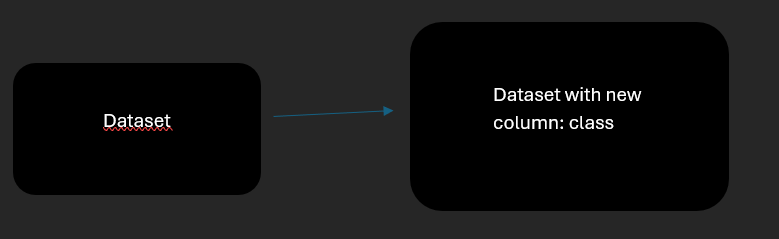 Dataset
Dataset with new
column: class